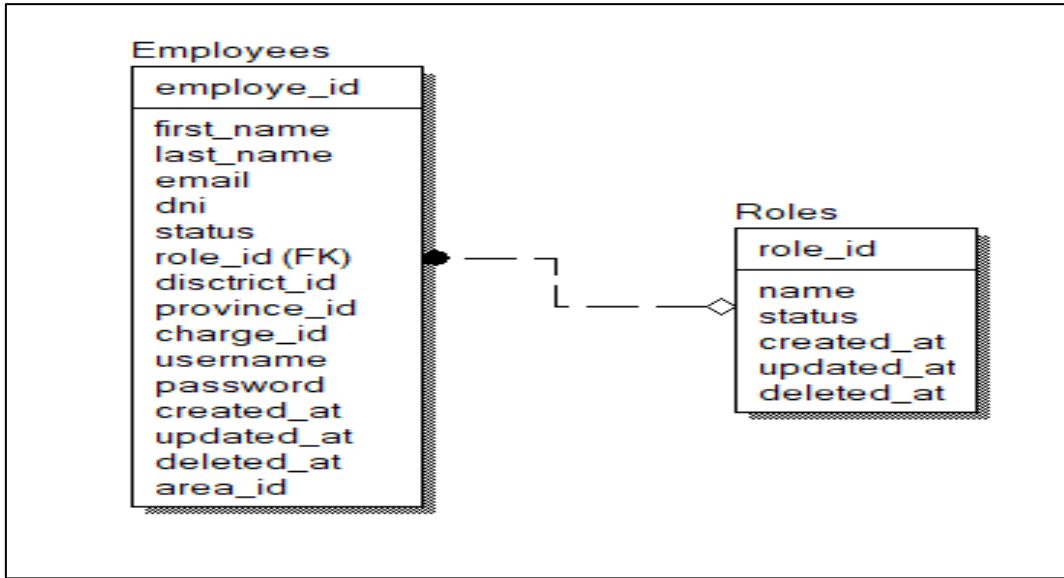 Employees
employe_id
first_name
last_name
email
dni
status
role_id (FK)
disctrict_id
province_id
charge_id
username
password
created_at
updated_at
deleted_at
area_id
Roles
role_id
name
status
created_at
updated_at
deleted_at